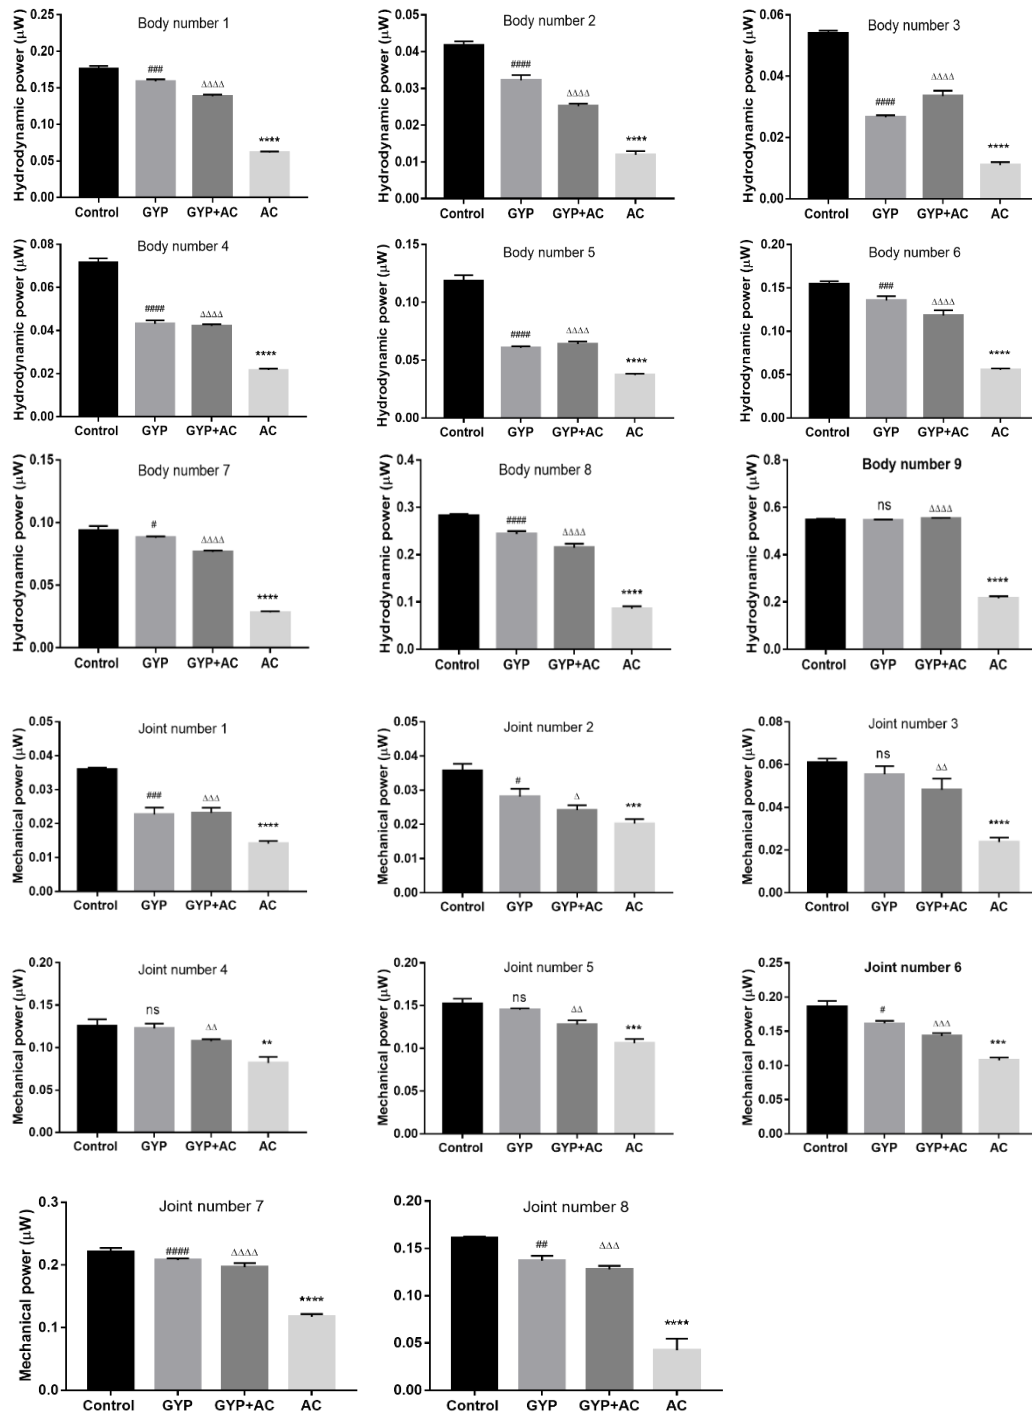 Body number 1
Hydrodynamic power (μW)
0.25
0.20
0.15
0.10
0.05
0.00
###
ΔΔΔΔ
****
Control GYP GYP+AC AC
Body number 2
Hydrodynamic power (μW)
0.05
0.04
0.03
0.02
0.01
0.00
####
ΔΔΔΔ
****
Control GYP GYP+AC AC
Body number 3
Hydrodynamic power (μW)
0.06
0.04
0.02
0.00
####
ΔΔΔΔ
****
Control GYP GYP+AC AC
Body number 4
Hydrodynamic power (μW)
0.08
0.06
0.04
0.02
0.00
####
ΔΔΔΔ
****
Control GYP GYP+AC AC
Body number 5
Hydrodynamic power (μW)
0.15
0.10
0.05
0.00
####
ΔΔΔΔ
****
Control GYP GYP+AC AC
Body number 6
Hydrodynamic power (μW)
0.20
0.15
0.10
0.05
0.00
###
ΔΔΔΔ
****
Control GYP GYP+AC AC
Body number 7
Hydrodynamic power (μW)
0.15
0.10
0.05
0.00
#
ΔΔΔΔ
****
Control GYP GYP+AC AC
Body number 8
Hydrodynamic power (μW)
0.4
0.3
0.2
0.1
0.0
####
ΔΔΔΔ
****
Control GYP GYP+AC AC
Body number 9
Hydrodynamic power (μW)
0.8
0.6
0.4
0.2
0.0
ns
ΔΔΔΔ
****
Control GYP GYP+AC AC
Joint number 1
Mechanical power (μW)
0.05
0.04
0.03
0.02
0.01
0.00
###
ΔΔΔ
****
Control GYP GYP+AC AC
Joint number 2
Mechanical power (μW)
0.05
0.04
0.03
0.02
0.01
0.00
#
Δ
***
Control GYP GYP+AC AC
Joint number 3
Mechanical power (μW)
0.08
0.06
0.04
0.02
0.00
ns
ΔΔ
****
Control GYP GYP+AC AC
Joint number 4
Mechanical power (μW)
0.20
0.15
0.10
0.05
0.00
ns
ΔΔ
**
Control GYP GYP+AC AC
Joint number 5
Mechanical power (μW)
0.20
0.15
0.10
0.05
0.00
ns
ΔΔ
***
Control GYP GYP+AC AC
Joint number 6
Mechanical power (μW)
0.25
0.20
0.15
0.10
0.05
0.00
#
ΔΔΔ
***
Control GYP GYP+AC AC
Joint number 7
Mechanical power (μW)
0.3
0.2
0.1
0.0
####
ΔΔΔΔ
****
Control GYP GYP+AC AC
Joint number 8
Mechanical power (μW)
0.20
0.15
0.10
0.05
0.00
##
ΔΔΔ
****
Control GYP GYP+AC AC